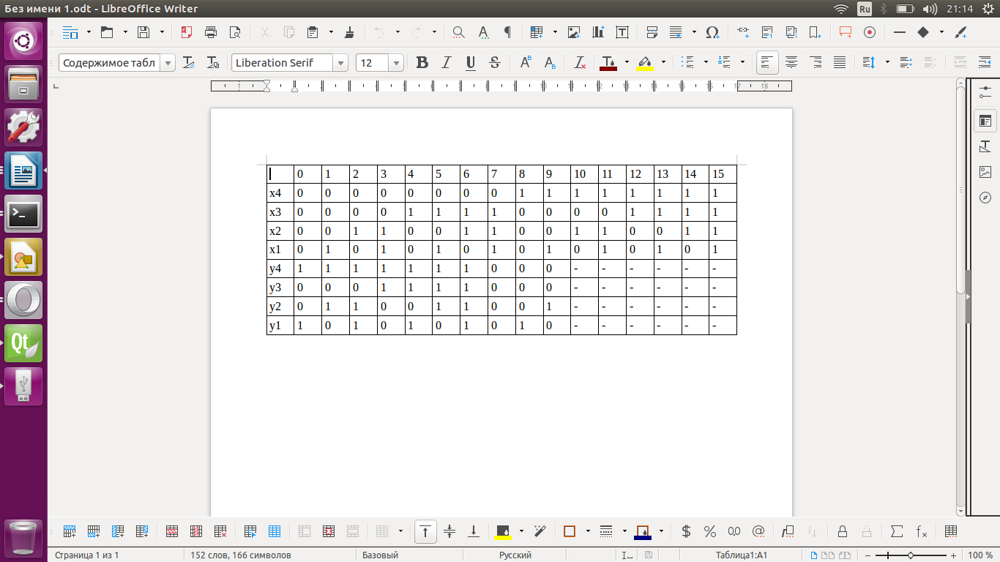 Без имени 1.odt - LibreOffice Writer
Ru
21:14
Содержимое табл
Liberation Serif
12
0 1 2 3 4 5 6 7 8 9 10 11 12 13 14 15
x4 0 0 0 0 0 0 0 0 1 1 1 1 1 1 1 1
x3 0 0 0 0 1 1 1 1 0 0 0 0 1 1 1 1
x2 0 0 1 1 0 0 1 1 0 0 1 1 0 0 1 1
x1 0 1 0 1 0 1 0 1 0 1 0 1 0 1 0 1
y4 1 1 1 1 1 1 1 0 0 0 - - - - - -
y3 0 0 0 1 1 1 1 0 0 0 - - - - - -
y2 0 1 1 0 0 1 1 0 0 1 - - - - - -
y1 1 0 1 0 1 0 1 0 1 0 - - - - - -
Qt
Страница 1 из 1
152 слов, 166 символов
Базовый
Русский
Таблица1:A1
100 %